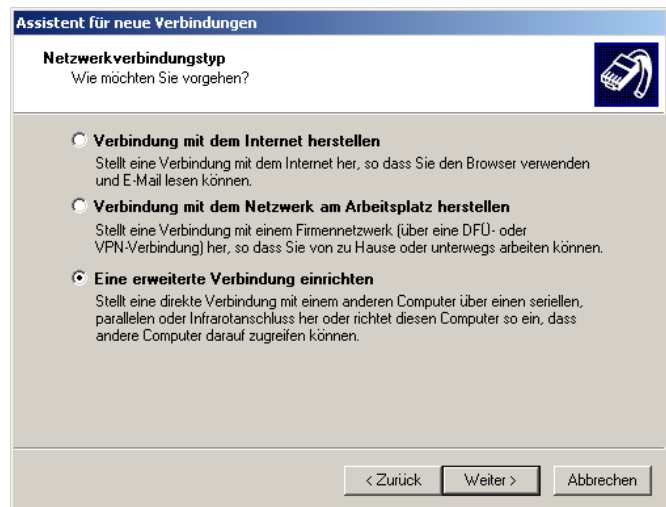 Assistent für neue Verbindungen
Netzwerkverbindungstyp
Wie möchten Sie vorgehen?
Verbindung mit dem Internet herstellen
Stellt eine Verbindung mit dem Internet her, so dass Sie den Browser verwenden
und E-Mail lesen können.
Verbindung mit dem Netzwerk am Arbeitsplatz herstellen
Stellt eine Verbindung mit einem Firmennetzwerk (über eine DFÜ- oder
VPN-Verbindung) her, so dass Sie von zu Hause oder unterwegs arbeiten können.
Eine erweiterte Verbindung einrichten
Stellt eine direkte Verbindung mit einem anderen Computer über einen seriellen,
parallelen oder Infrarotanschluss her oder richtet diesen Computer so ein, dass
andere Computer darauf zugreifen können.
< Zurück Weiter > Abbrechen